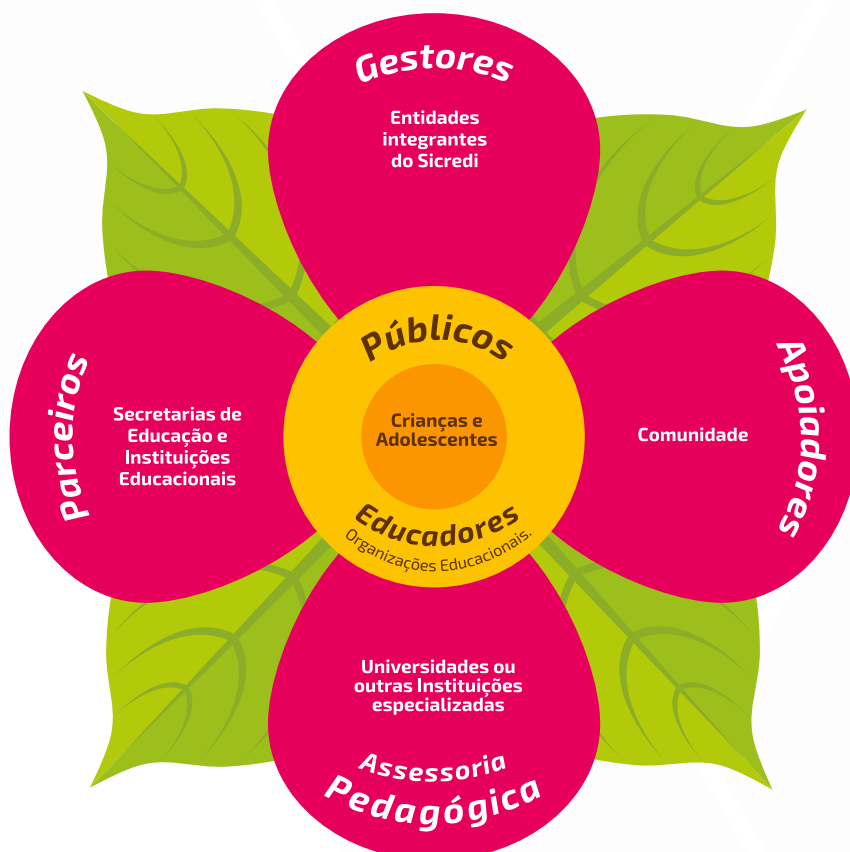 Gestores
Entidades
integrantes
do Sicredi
Parceiros
Secretarias de
Educação e
Instituições
Educacionais
Públicos
Crianças e
Adolescentes
Educadores
Organizações Educacionais.
Comunidade
Apoiadores
Universidades ou
outras Instituições
especializadas
Assessoria
Pedagógica